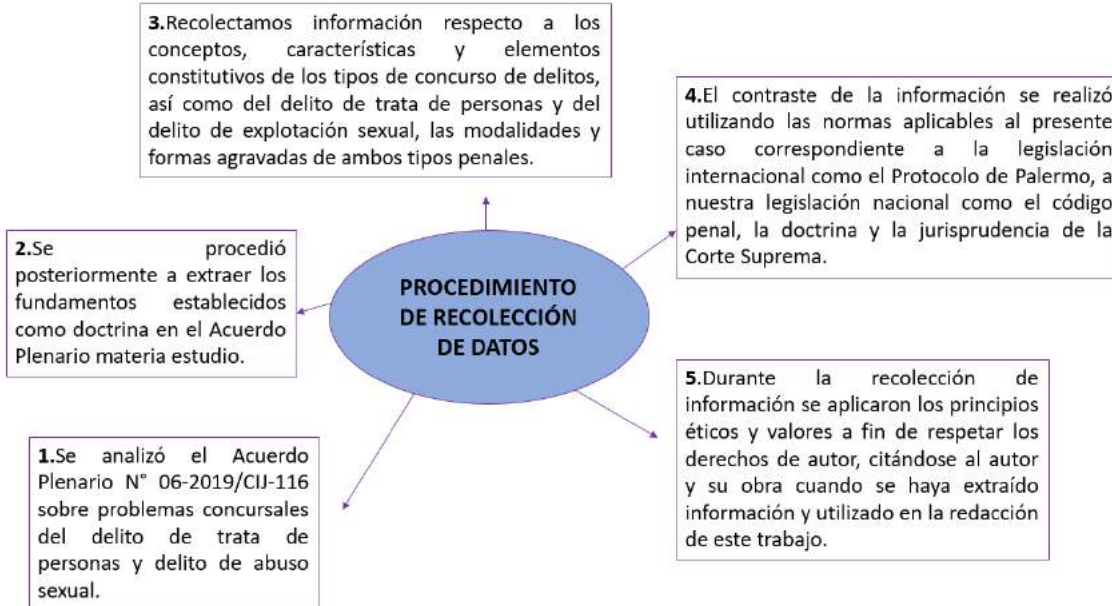 3.Recolectamos información respecto a los
conceptos, características y elementos
constitutivos de los tipos de concurso de delitos,
así como del delito de trata de personas y del
delito de explotación sexual, las modalidades y
formas agravadas de ambos tipos penales.
4.El contraste de la información se realizó
utilizando las normas aplicables al presente
caso correspondiente a la legislación
internacional como el Protocolo de Palermo, a
nuestra legislación nacional como el código
penal, la doctrina y la jurisprudencia de la
Corte Suprema.
2.Se procedió
posteriormente a extraer los
fundamentos establecidos
como doctrina en el Acuerdo
Plenario materia estudio.
PROCEDIMIENTO
DE RECOLECCIÓN
DE DATOS
5.Durante la recolección de
información se aplicaron los principios
éticos y valores a fin de respetar los
derechos de autor, citándose al autor
y su obra cuando se haya extraído
información y utilizado en la redacción
de este trabajo.
1.Se analizó el Acuerdo
Plenario N° 06-2019/CIJ-116
sobre problemas concursales
del delito de trata de
personas y delito de abuso
sexual.